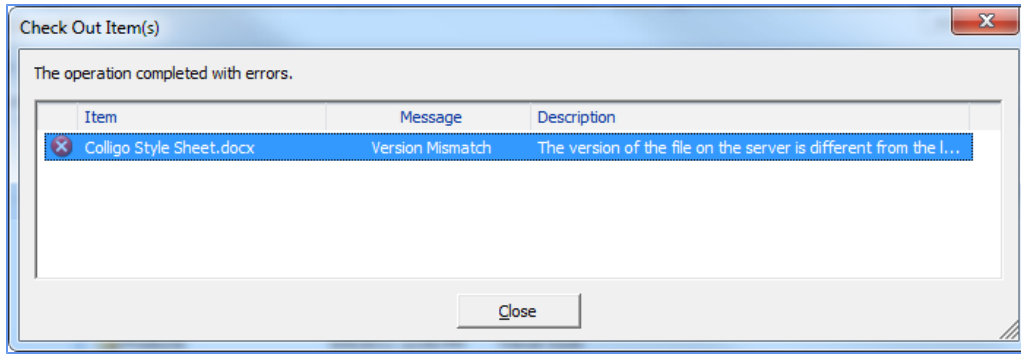 Check Out Item(s)
The operation completed with errors.
Item Message Description
Colligo Style Sheet.docx Version Mismatch The version of the file on the server is different from the l...
Close